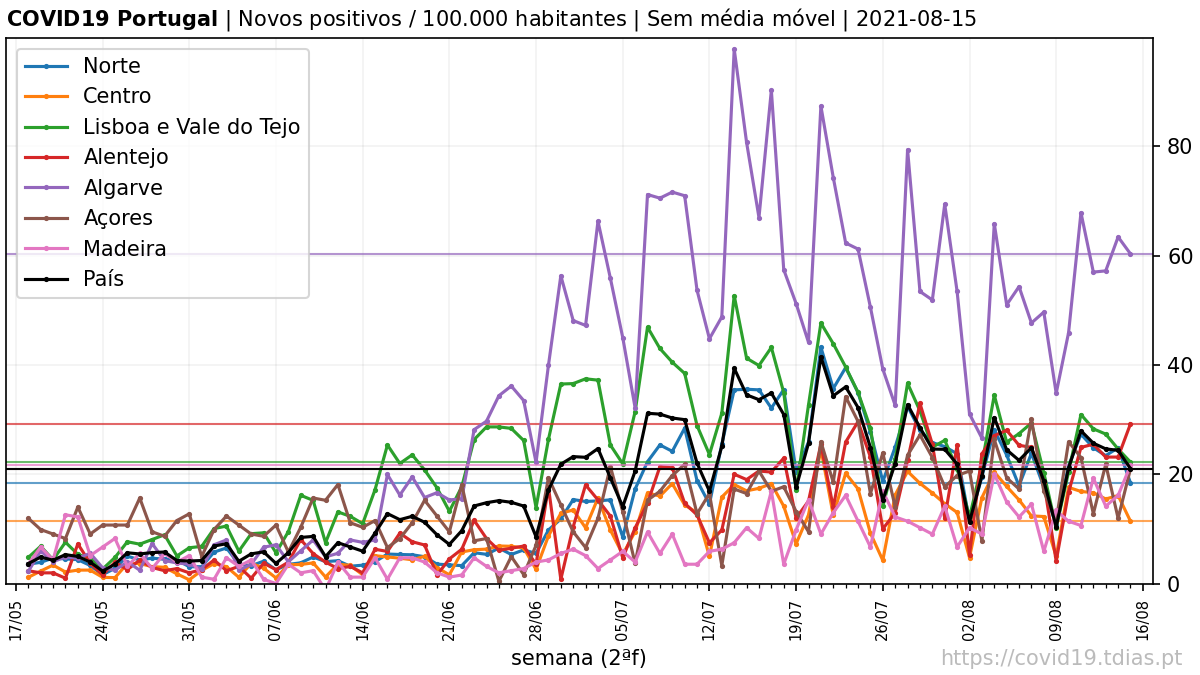 COVID19 Portugal | Novos positivos / 100.000 habitantes | Sem média móvel | 2021-08-15
Norte
Centro
Lisboa e Vale do Tejo
Alentejo
Algarve
Açores
Madeira
País
80
60
40
20
0
17/05 24/05 31/05 07/06 14/06 21/06 28/06 05/07 12/07 19/07 26/07 02/08 09/08 16/08
semana (2ªf)
https://covid19.tdias.pt